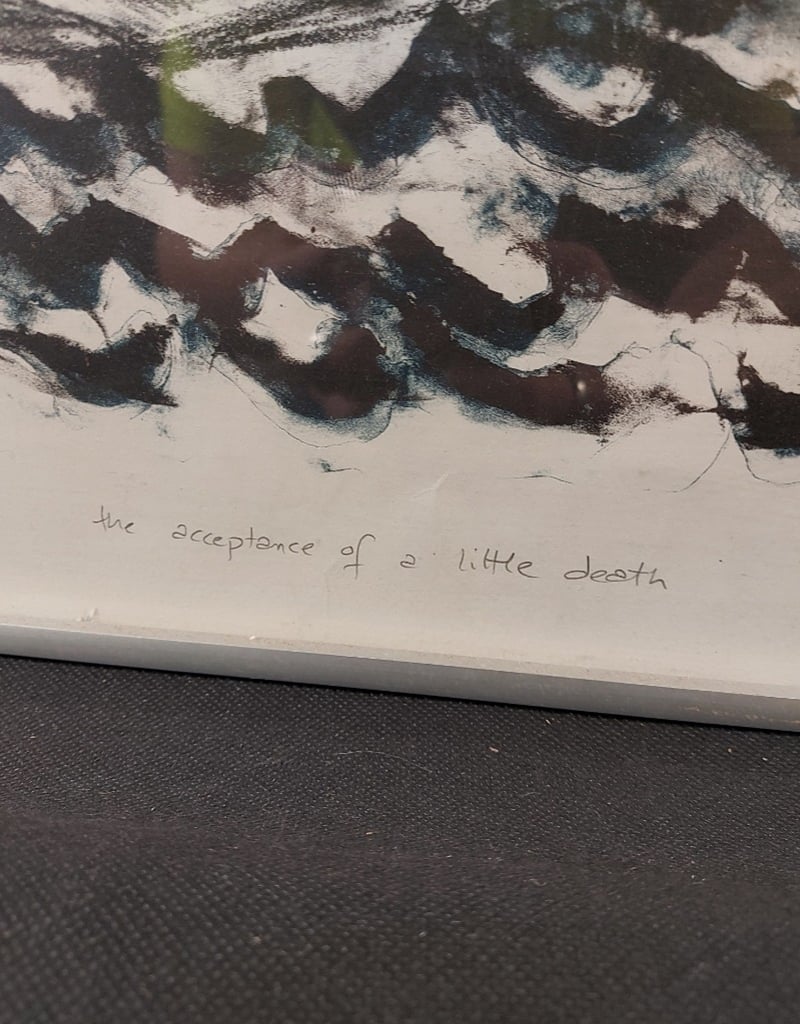 the acceptance of a little death